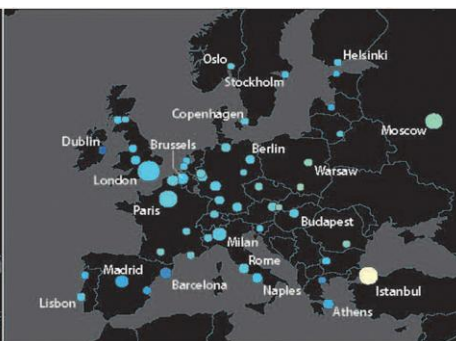 Oslo
Helsinki
Stockholm
Copenhagen
Moscow
Dublin
Brussels
Berlin
Warsaw
London
Paris
Budapest
Milan
Madrid
Rome
Istanbul
Lisbon
Barcelona
Naples
Athens